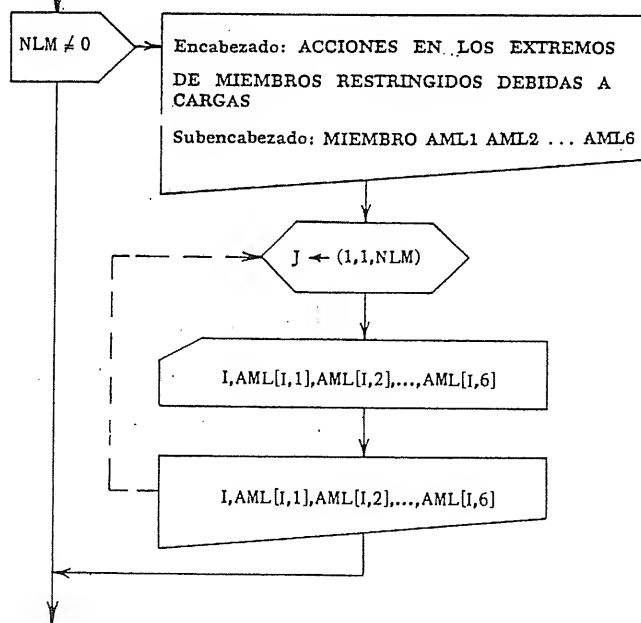 NLM ≠ 0
Encabezado: ACCIONES EN LOS EXTREMOS
DE MIEMBROS RESTRINGIDOS DEBIDAS A
CARGAS
Subencabezado: MIEMBRO AML1 AML2 ... AML6
J ← (1,1,NLM)
I,AML[I,1],AML[I,2],...,AML[I,6]
I,AML[I,1],AML[I,2],...,AML[I,6]